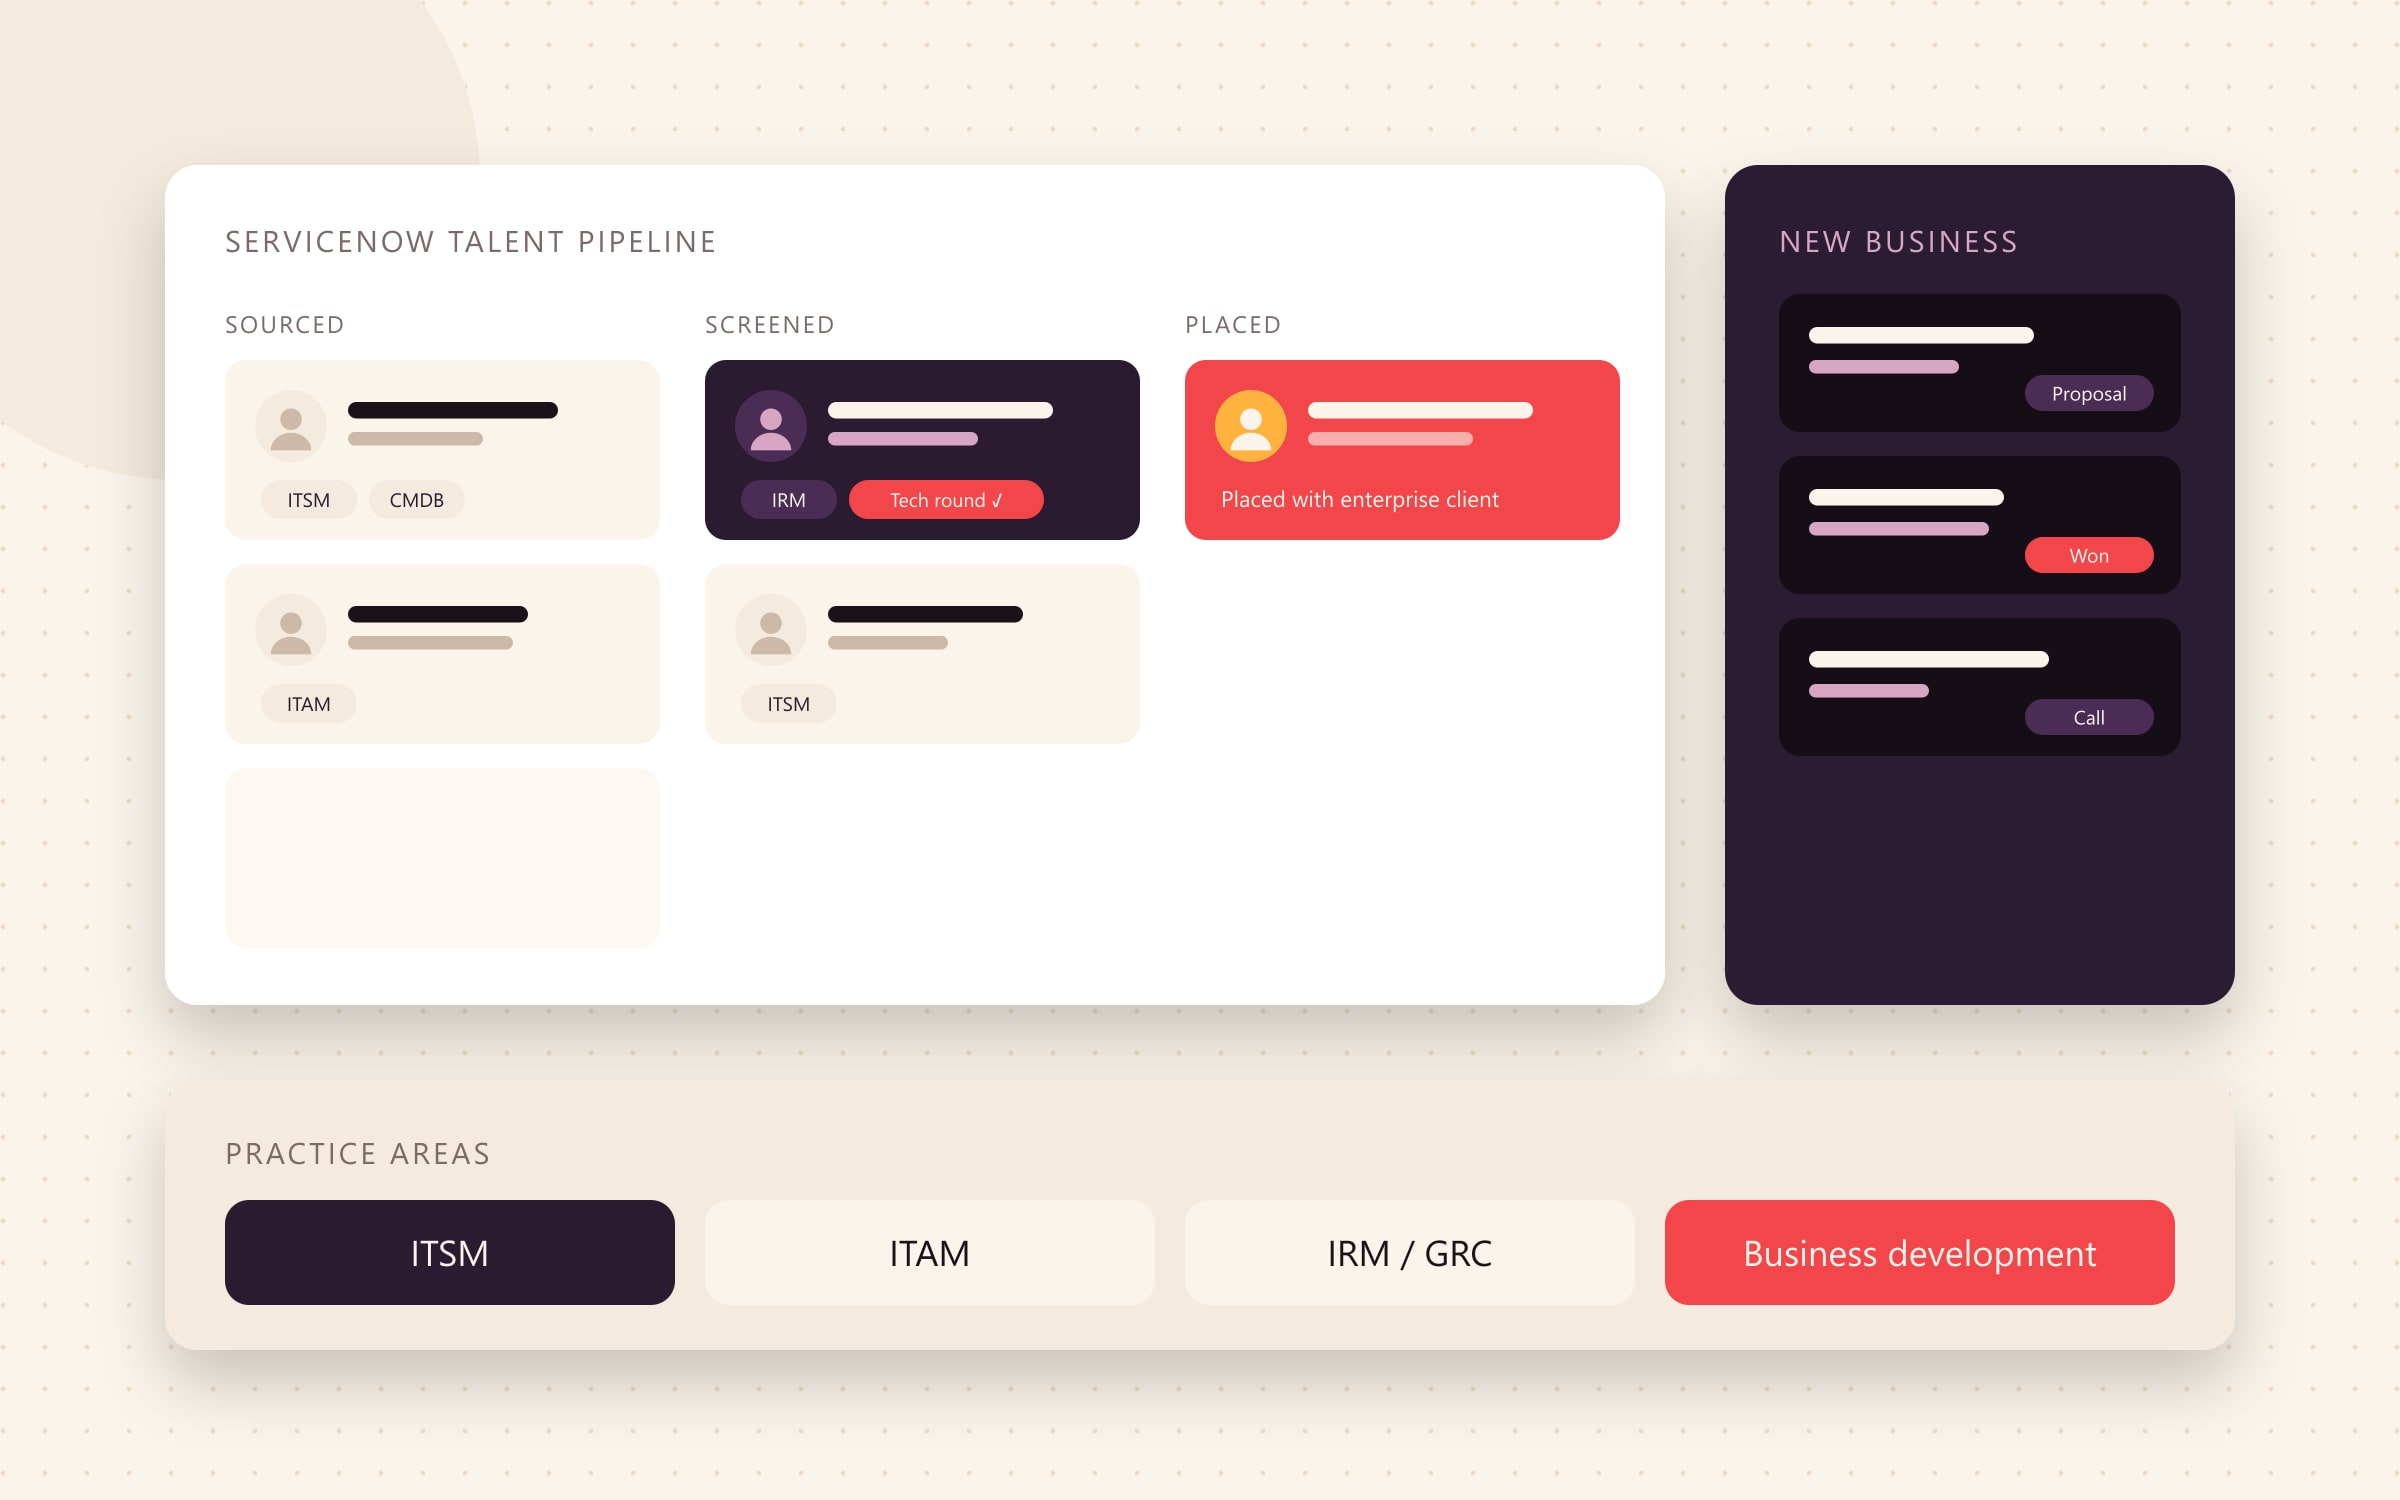 SERVICENOW TALENT PIPELINE
SOURCED
ITSM CMDB
ITAM
SCREENED
IRM Tech round ✓
ITSM
PLACED
Placed with enterprise client
NEW BUSINESS
Proposal
Won
Call
PRACTICE AREAS
ITSM
ITAM
IRM / GRC
Business development